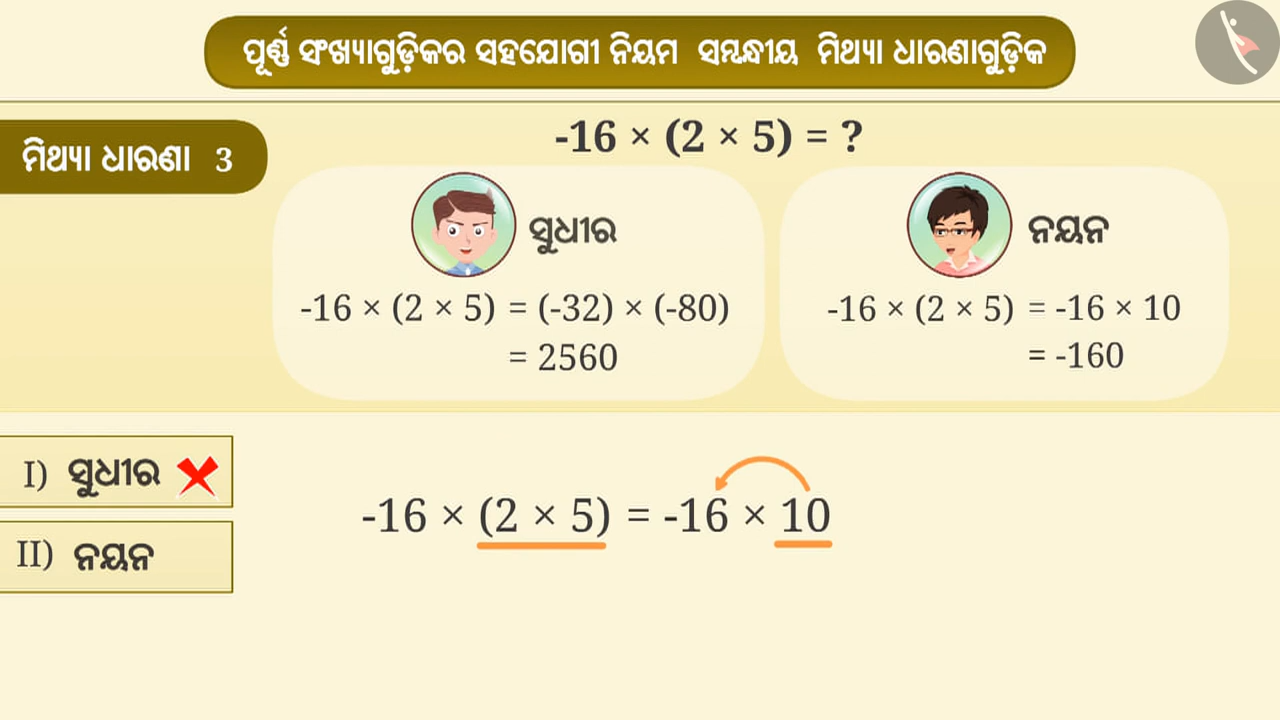 ପୂର୍ଣ୍ଣ ସଂଖ୍ୟାଗୁଡ଼ିକର ସହଯୋଗୀ ନିୟମ ସମ୍ବନ୍ଧୀୟ ମିଥ୍ୟା ଧାରଣାଗୁଡ଼ିକ
ମିଥ୍ୟା ଧାରଣା 3
-16 × (2 × 5) = ?
ସୁଧୀର
-16 × (2 × 5) = (-32) × (-80)
= 2560
ନୟନ
-16 × (2 × 5) = -16 × 10
= -160
I) ସୁଧୀର
II) ନୟନ
-16 × (2 × 5) = -16 × 10